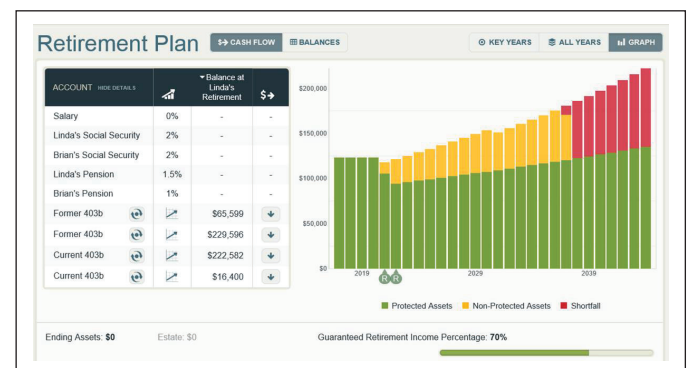 Retirement Plan $→ CASH FLOW BALANCES KEY YEARS ALL YEARS GRAPH
ACCOUNT HIDE DETAILS ▾Balance at Linda's Retirement $→
Salary 0% - -
Linda's Social Security 2% - -
Brian's Social Security 2% - -
Linda's Pension 1.5% - -
Brian's Pension 1% - -
Former 403b $65,599
Former 403b $229,596
Current 403b $222,582
Current 403b $16,400
$200,000
$150,000
$100,000
$50,000
$0
2019 2029 2039
R R
Protected Assets Non-Protected Assets Shortfall
Ending Assets: $0 Estate: $0 Guaranteed Retirement Income Percentage: 70%